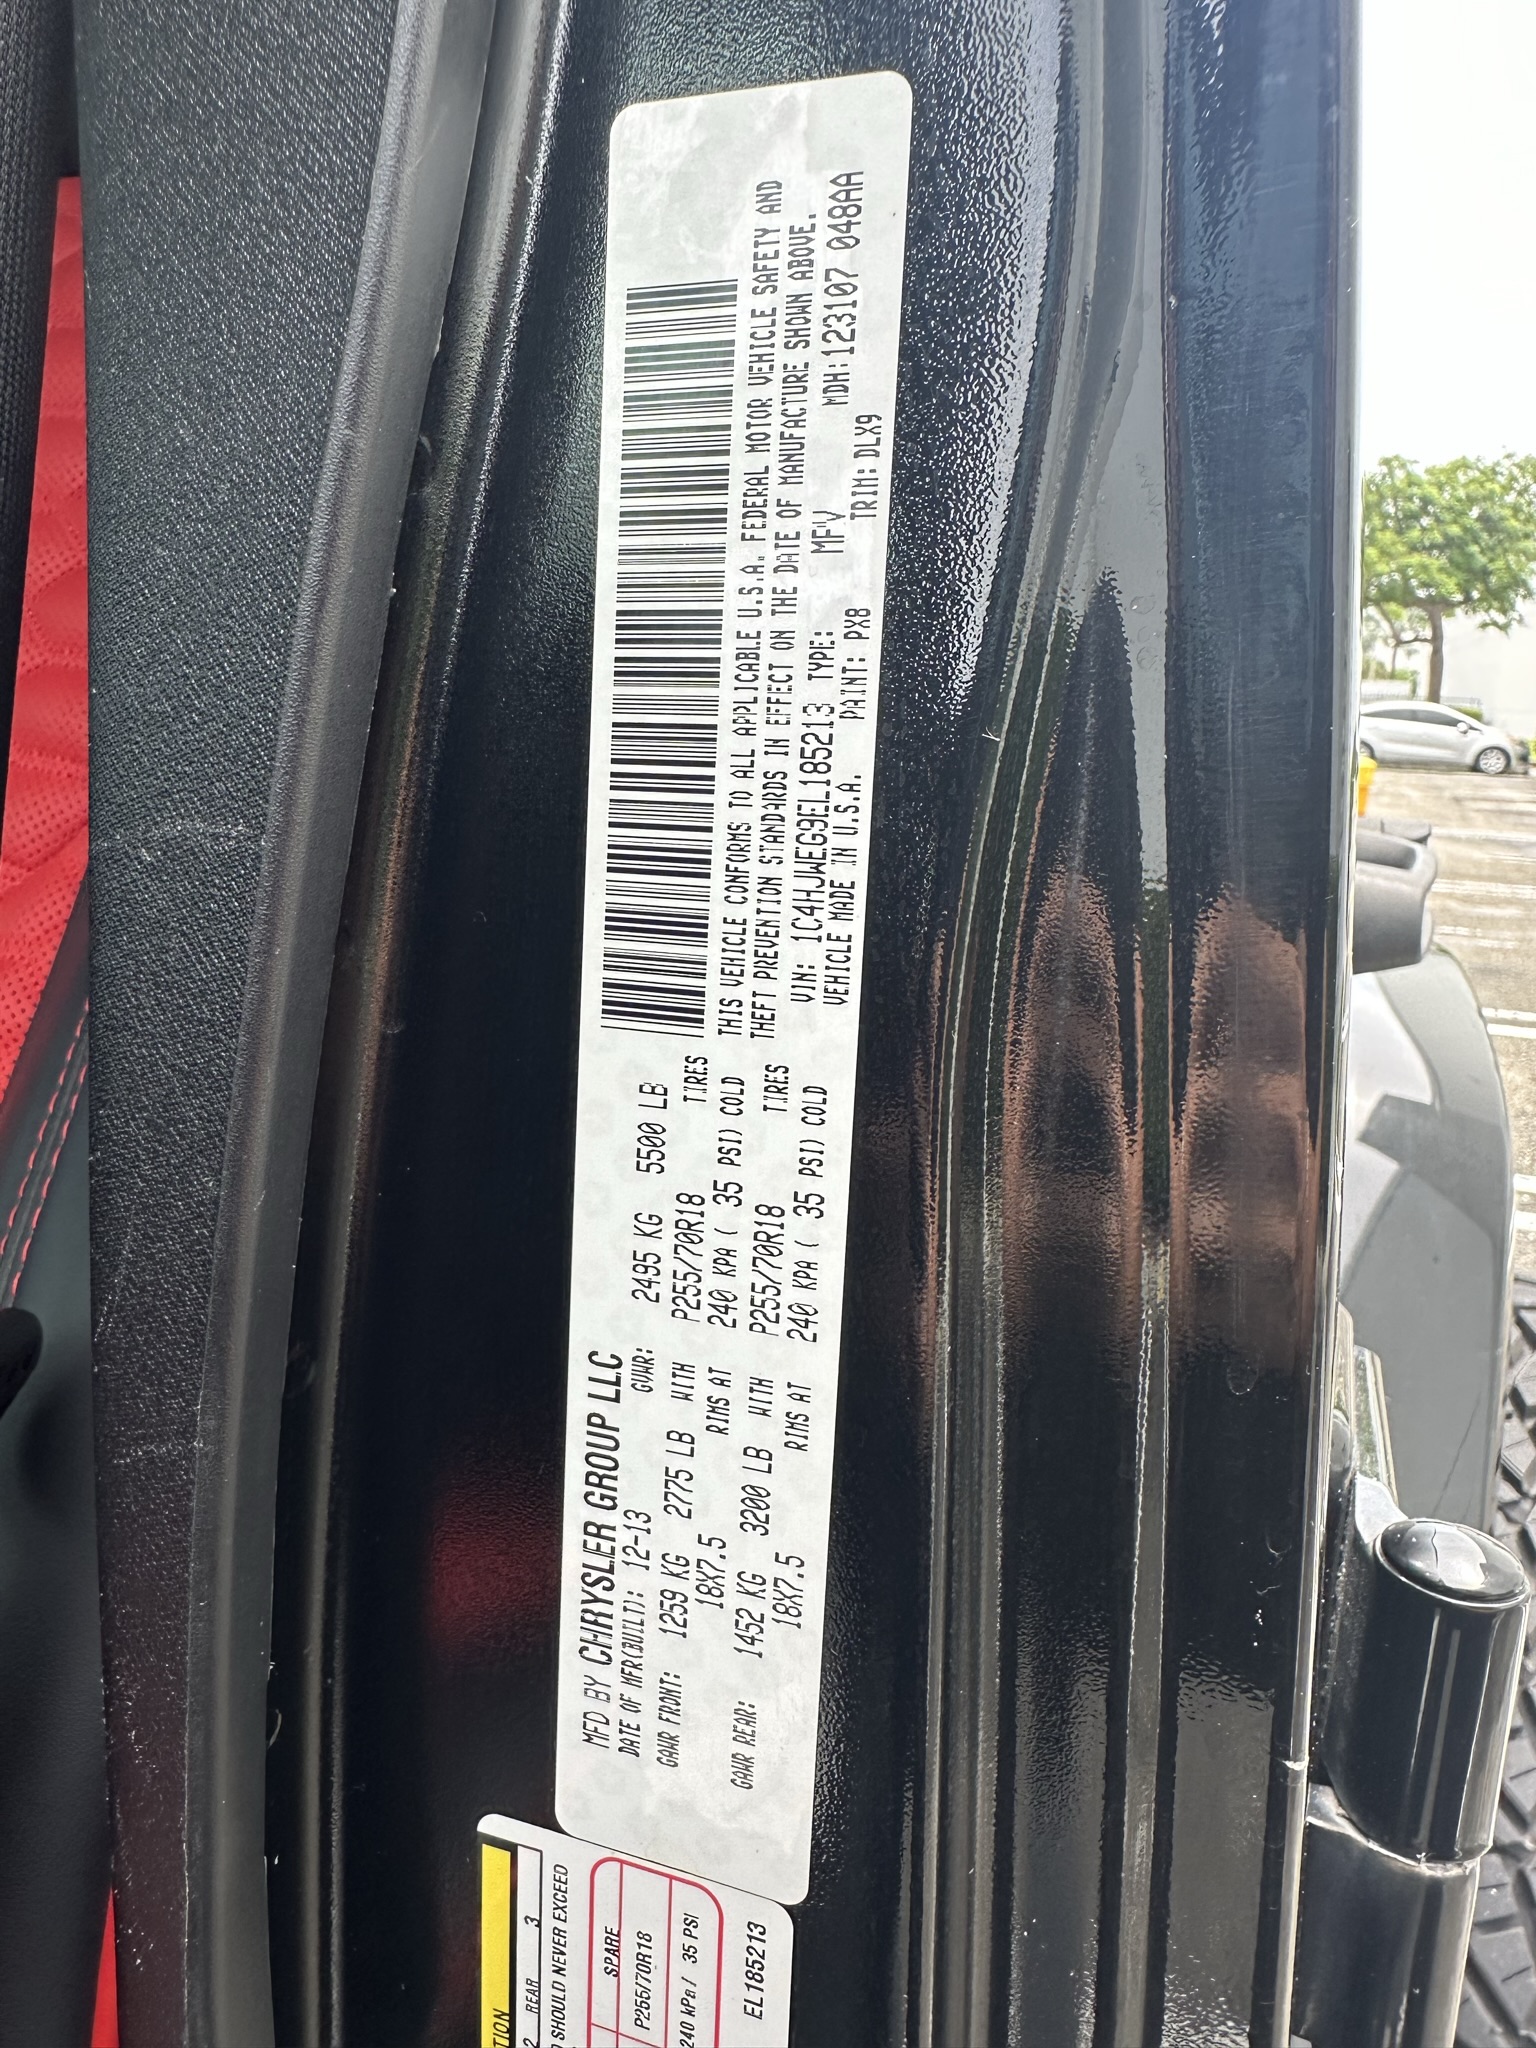 MFD BY CHRYSLER GROUP LLC
DATE OF MFR(BUILT): 12-13 GVWR: 2495 KG 5500 LB
GAWR FRONT: 1259 KG 2775 LB WITH P255/70R18 TIRES
18X7.5 RIMS AT 240 KPA ( 35 PSI) COLD
GAWR REAR: 1452 KG 3200 LB WITH P255/70R18 TIRES
18X7.5 RIMS AT 240 KPA ( 35 PSI) COLD
THIS VEHICLE CONFORMS TO ALL APPLICABLE U.S.A. FEDERAL MOTOR VEHICLE SAFETY AND
THEFT PREVENTION STANDARDS IN EFFECT ON THE DATE OF MANUFACTURE SHOWN ABOVE.
VIN: 1C4HJWEG9EL185213 TYPE: MPV MDH:123107 048AA
VEHICLE MADE IN U.S.A. PAINT: PX8 TRIM: DLX9
TION
2 REAR 3
SHOULD NEVER EXCEED
SPARE
P255/70R18
240 kPa / 35 PSI
EL185213